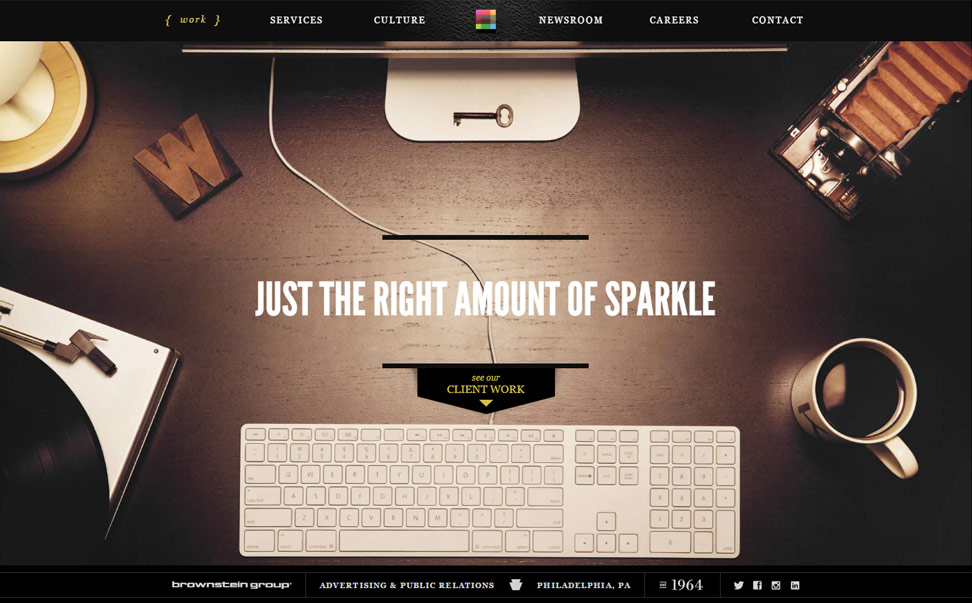 { work }
SERVICES
CULTURE
NEWSROOM
CAREERS
CONTACT
W
JUST THE RIGHT AMOUNT OF SPARKLE
see our
CLIENT WORK
Q W E R T Y U I O P
A S D F G H J K L
Z X C V B N M
brownstein group
ADVERTISING & PUBLIC RELATIONS
PHILADELPHIA, PA
1964